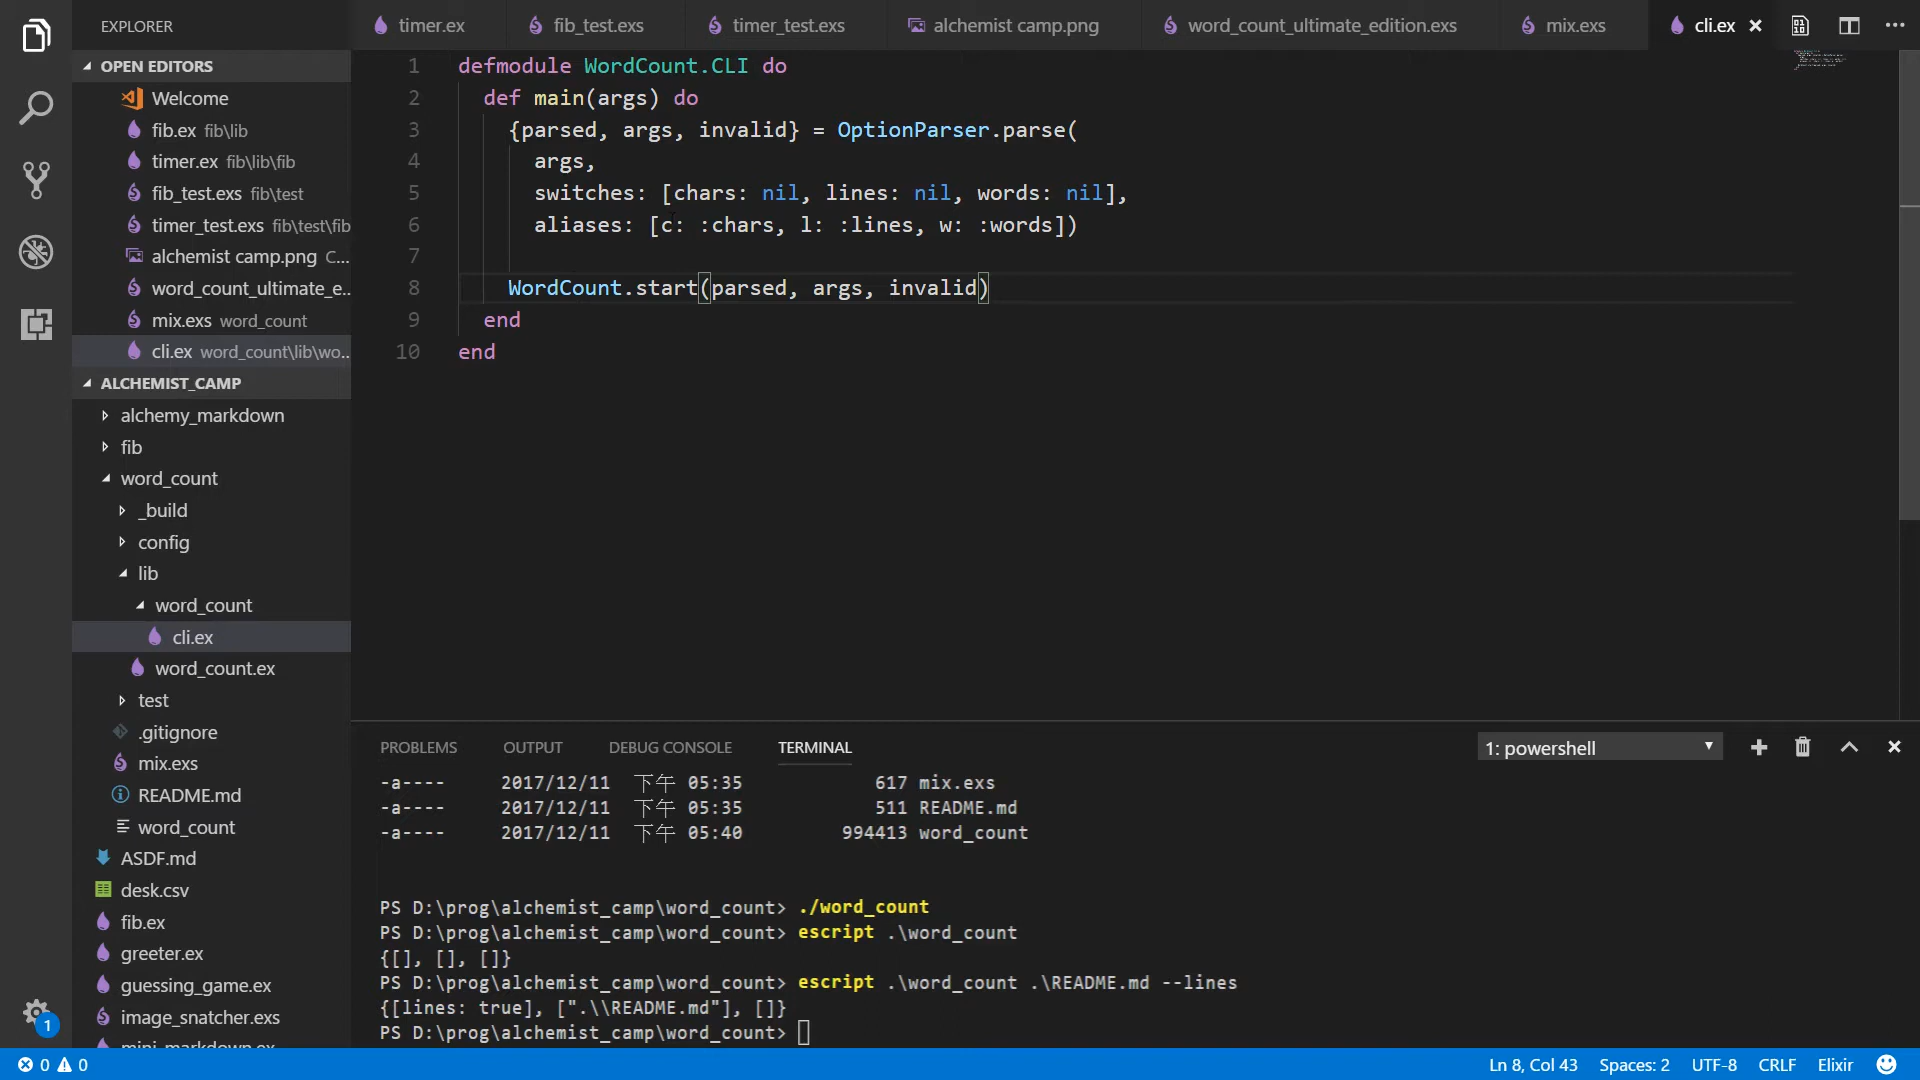 EXPLORER
OPEN EDITORS
Welcome
fib.ex fib\lib
timer.ex fib\lib\fib
fib_test.exs fib\test
timer_test.exs fib\test\fib
alchemist camp.png C...
word_count_ultimate_e...
mix.exs word_count
cli.ex word_count\lib\wo...
ALCHEMIST_CAMP
alchemy_markdown
fib
word_count
_build
config
lib
word_count
cli.ex
word_count.ex
test
.gitignore
mix.exs
README.md
word_count
ASDF.md
desk.csv
fib.ex
greeter.ex
guessing_game.ex
image_snatcher.exs
mini_markdown.ex
1
timer.ex
fib_test.exs
timer_test.exs
alchemist camp.png
word_count_ultimate_edition.exs
mix.exs
cli.ex
1 defmodule WordCount.CLI do
2 def main(args) do
3 {parsed, args, invalid} = OptionParser.parse(
4 args,
5 switches: [chars: nil, lines: nil, words: nil],
6 aliases: [c: :chars, l: :lines, w: :words])
7
8 WordCount.start(parsed, args, invalid)
9 end
10 end
PROBLEMS OUTPUT DEBUG CONSOLE TERMINAL 1: powershell
-a---- 2017/12/11 下午 05:35 617 mix.exs
-a---- 2017/12/11 下午 05:35 511 README.md
-a---- 2017/12/11 下午 05:40 994413 word_count
PS D:\prog\alchemist_camp\word_count> ./word_count
PS D:\prog\alchemist_camp\word_count> escript .\word_count
{[], [], []}
PS D:\prog\alchemist_camp\word_count> escript .\word_count .\README.md --lines
{[lines: true], [".\\README.md"], []}
PS D:\prog\alchemist_camp\word_count>
0 0 Ln 8, Col 43 Spaces: 2 UTF-8 CRLF Elixir